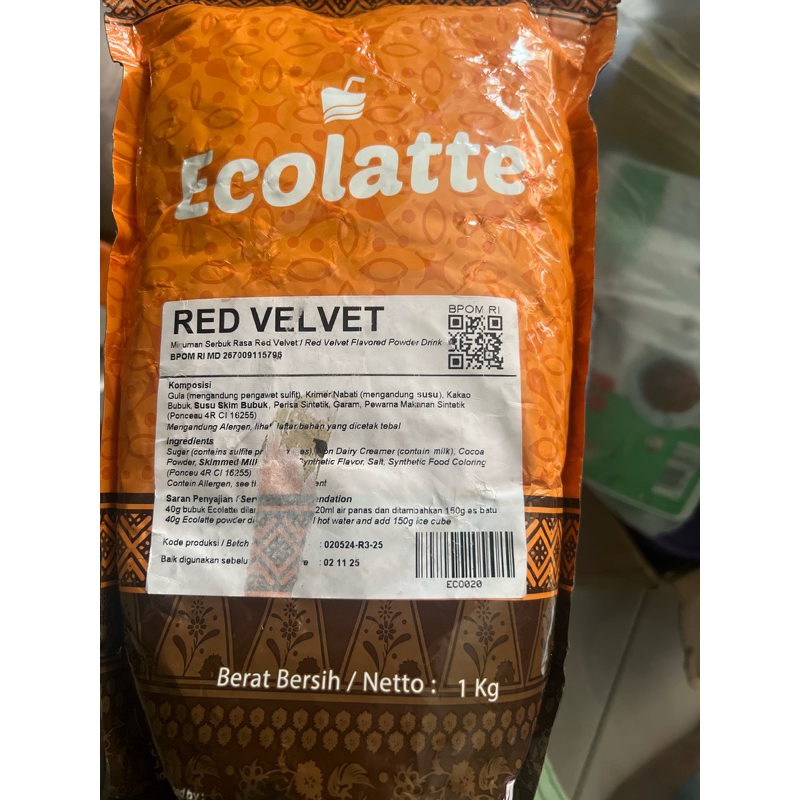 Ecolatte
RED VELVET
BPOM RI
Minuman Serbuk Rasa Red Velvet / Red Velvet Flavored Powder Drink
BPOM RI MD 267009115796
Komposisi
Gula (mengandung pengawet sulfit), Krimer Nabati (mengandung susu), Kakao
Bubuk, Susu Skim Bubuk, Perisa Sintetik, Garam, Pewarna Makanan Sintetik
(Ponceau 4R CI 16255)
Mengandung Alergen, lihat daftar bahan yang dicetak tebal
Ingredients
Sugar (contains sulfite Dairy Creamer (contain milk), Cocoa
Powder, Skimmed Synthetic Flavor, Salt, Synthetic Food Coloring
(Ponceau 4R CI 16255)
Contain Allergen, see
Saran Penyajian /
40g bubuk Ecolatte air panas dan ditambahkan 150g es batu
40g Ecolatte powder hot water and add 150g ice cube
Kode produksi / Batch : 020524-R3-25
Baik digunakan : 02 11 25
ECO020
Berat Bersih / Netto : 1 Kg